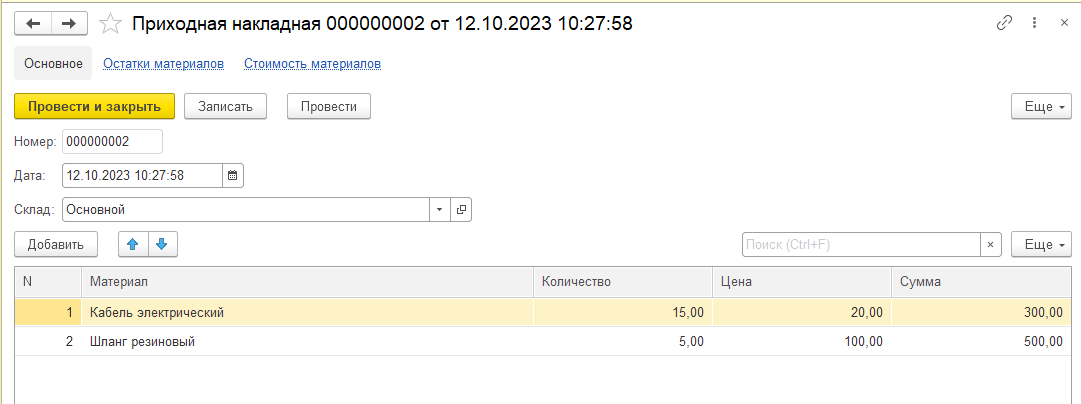 Приходная накладная 000000002 от 12.10.2023 10:27:58
Основное Остатки материалов Стоимость материалов
Провести и закрыть Записать Провести Еще
Номер: 000000002
Дата: 12.10.2023 10:27:58
Склад: Основной
Добавить Поиск (Ctrl+F) × Еще
N Материал Количество Цена Сумма
1 Кабель электрический 15,00 20,00 300,00
2 Шланг резиновый 5,00 100,00 500,00